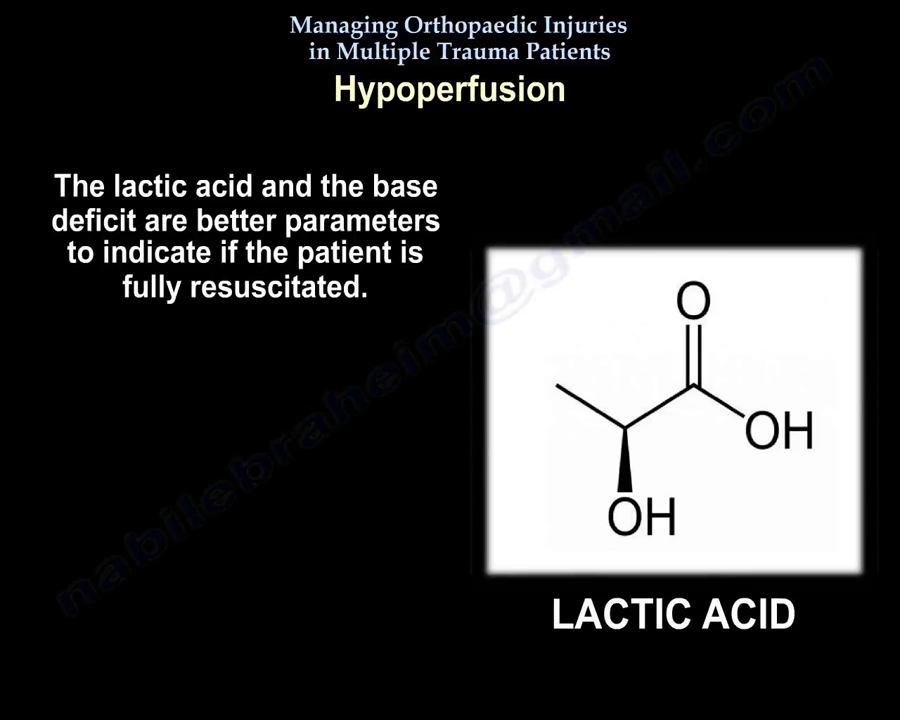 Managing Orthopaedic Injuries
in Multiple Trauma Patients
Hypoperfusion
The lactic acid and the base
deficit are better parameters
to indicate if the patient is
fully resuscitated.
O
OH
OH
LACTIC ACID
nabilebraheim@gmail.com